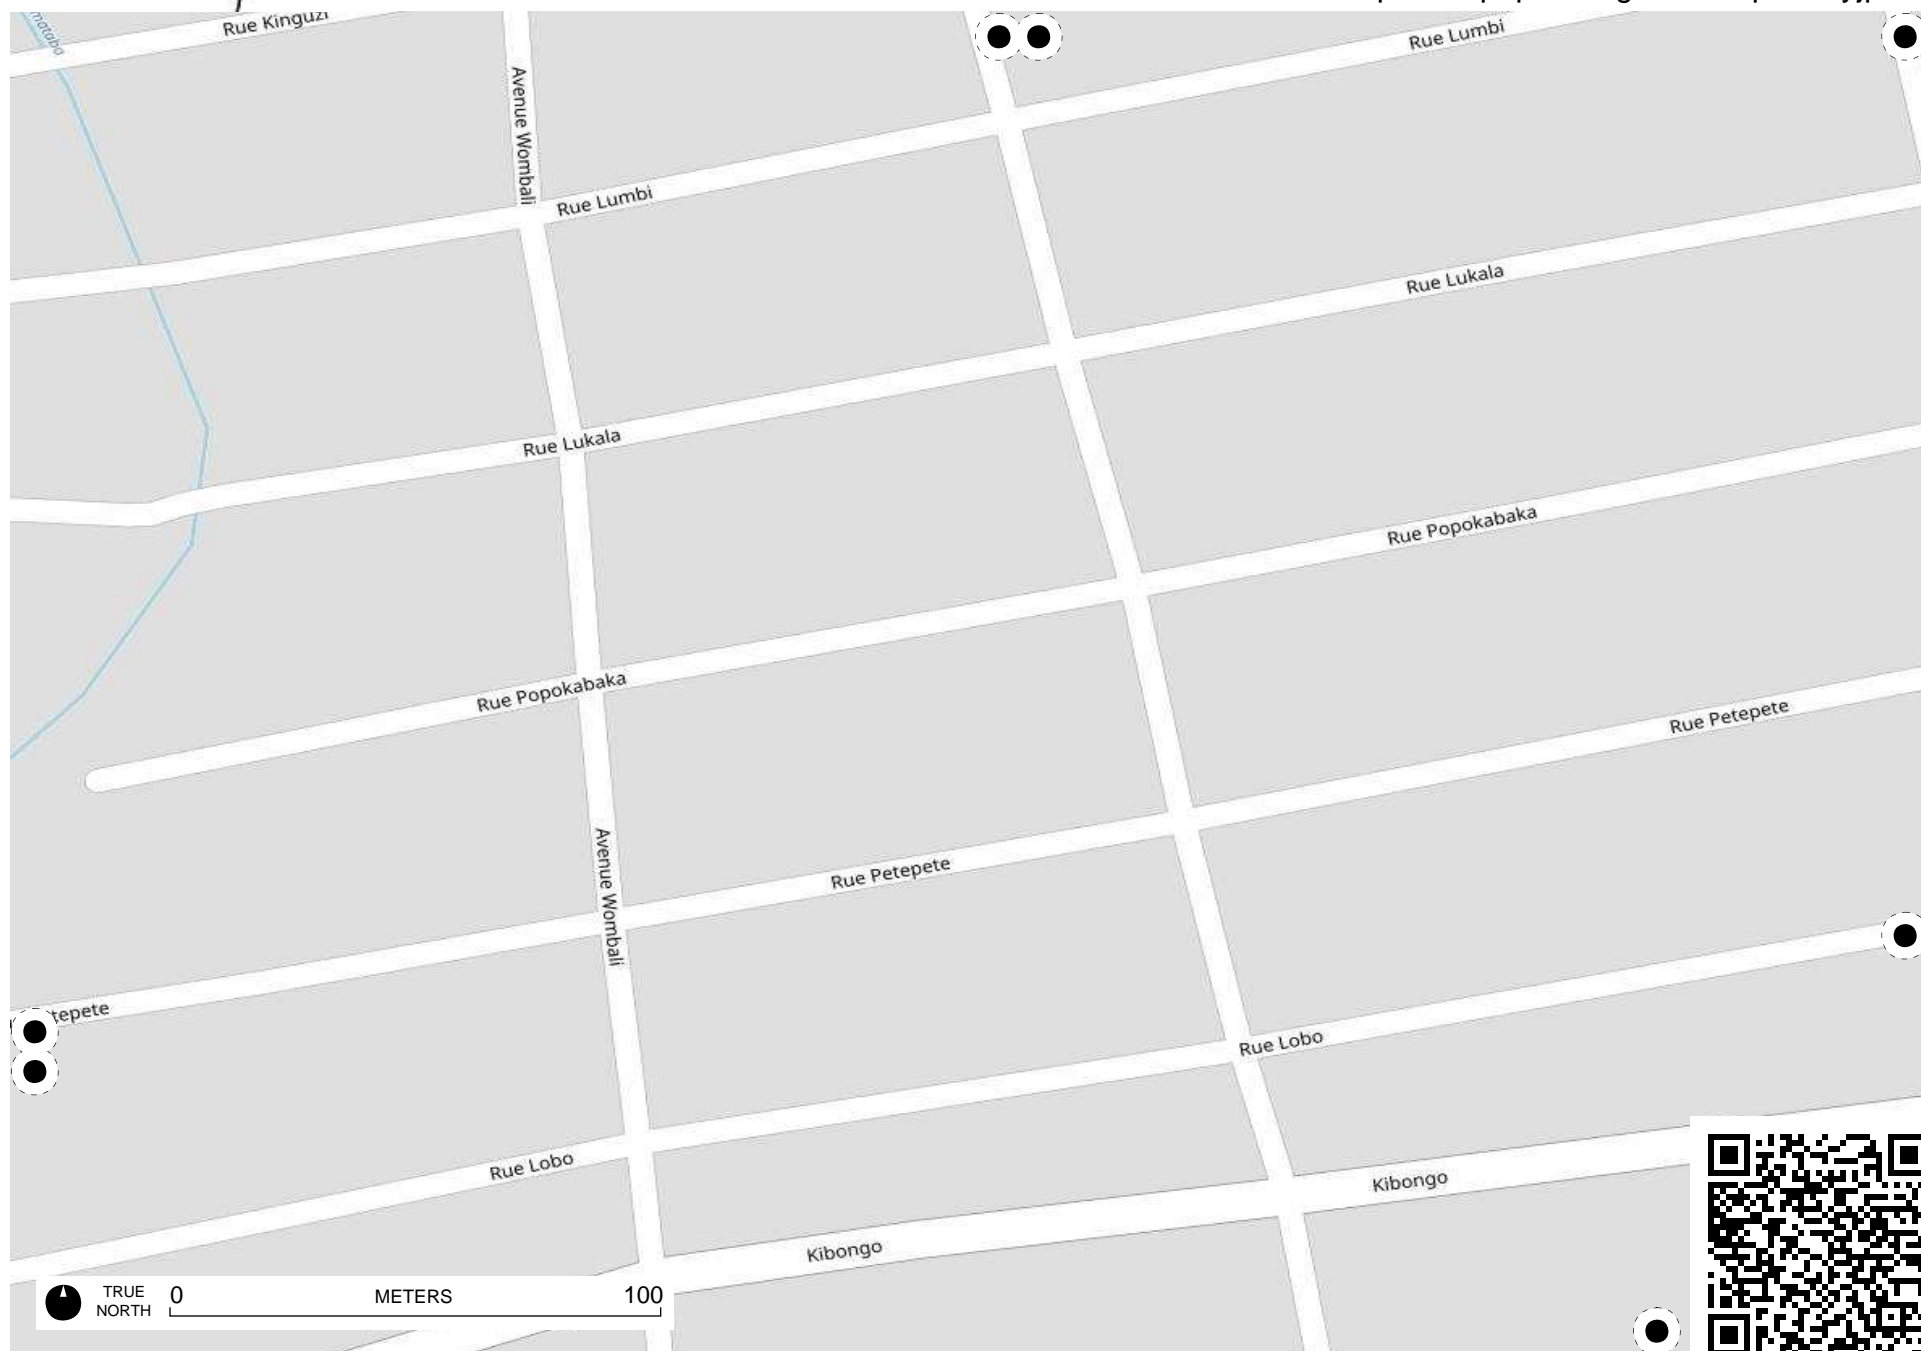 Rue Kinguzi
Rue Lumbi
Avenue Wombali
Rue Lumbi
Rue Lukala
Rue Lukala
Rue Popokabaka
Rue Popokabaka
Rue Petepete
Rue Petepete
Avenue Wombali
tepete
Rue Lobo
Rue Lobo
Kibongo
Kibongo
TRUE
NORTH
0 METERS 100